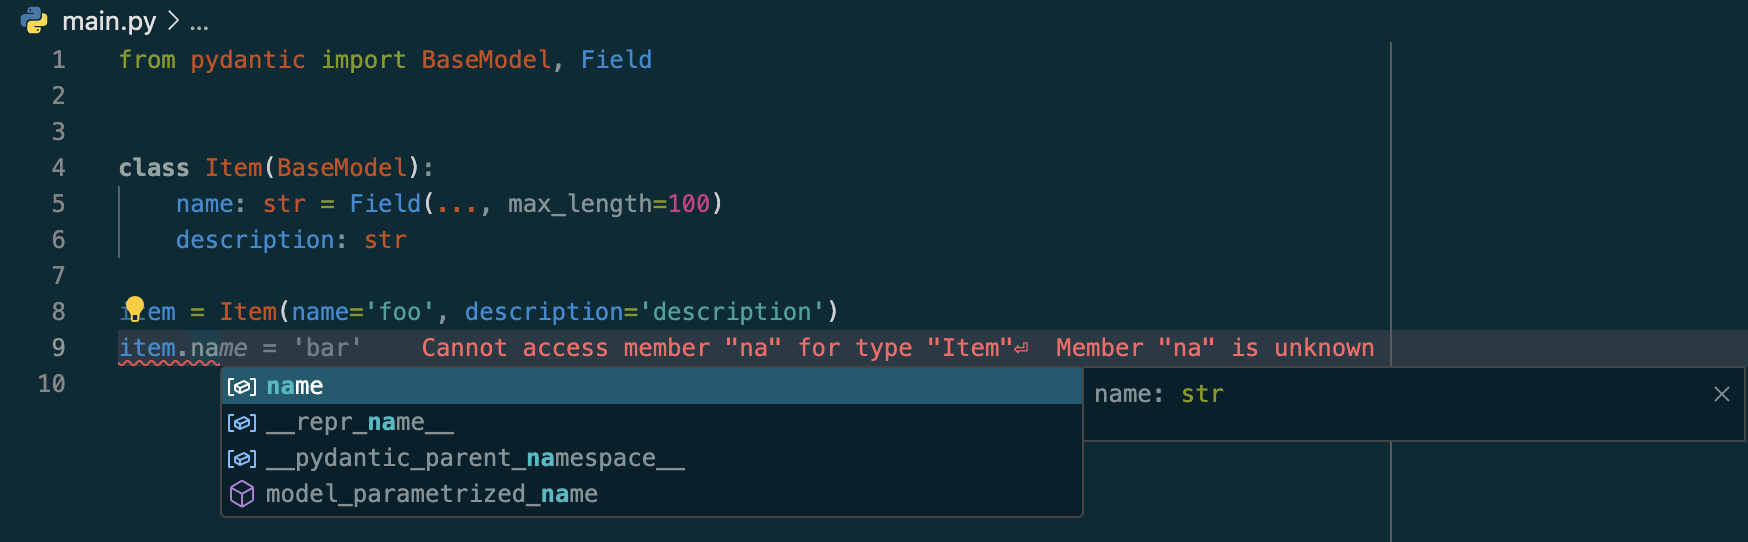 main.py > ...
1 from pydantic import BaseModel, Field
2
3
4 class Item(BaseModel):
5     name: str = Field(..., max_length=100)
6     description: str
7
8 item = Item(name='foo', description='description')
9 item.name = 'bar'    Cannot access member "na" for type "Item"⏎  Member "na" is unknown
10
name
name: str
__repr_name__
__pydantic_parent_namespace__
model_parametrized_name